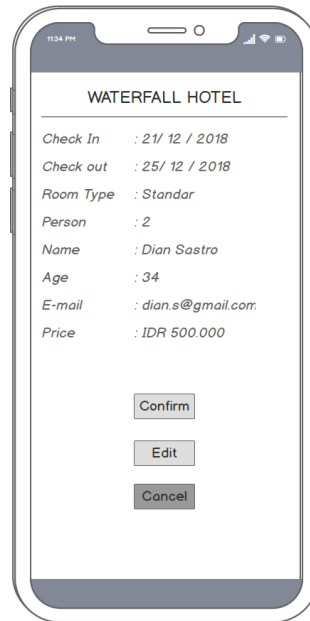 11:34 PM
WATERFALL HOTEL
Check In : 21/ 12 / 2018
Check out : 25/ 12 / 2018
Room Type : Standar
Person : 2
Name : Dian Sastro
Age : 34
E-mail : dian.s@gmail.com
Price : IDR 500.000
Confirm
Edit
Cancel